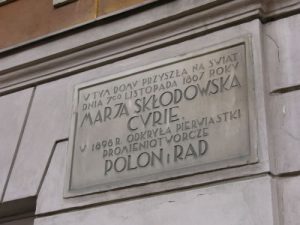 W TYM DOMU PRZYSZŁA NA ŚWIAT
DNIA 7GO LISTOPADA 1867 ROKU
MARJA SKŁODOWSKA
CURIE.
W 1898 R. ODKRYŁA PIERWIASTKI
PROMIENIOTWÓRCZE
POLON I RAD